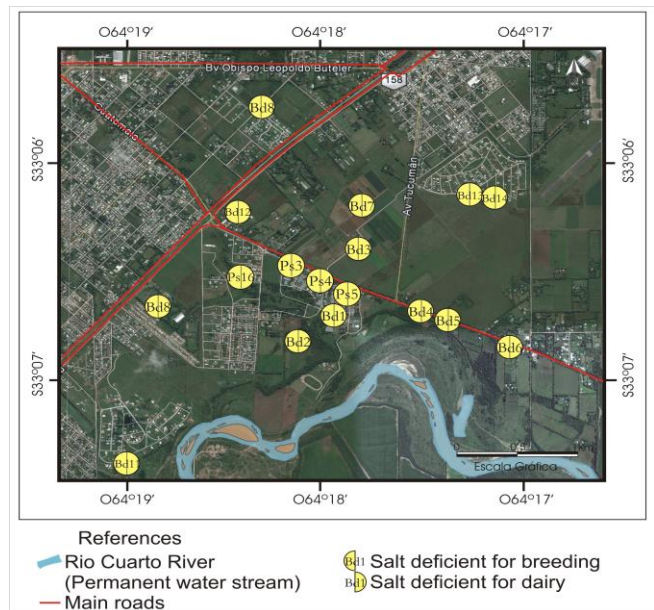 O64°19′ O64°18′ O64°17′
Bv Obispo Leopoldo Buteler
158
Guatemala
Bd8
S33°06′ S33°06′
Av Tucumán
Bd14
Bd12 Bd7
Bd3
Ps3
Ps16 Ps4
Ps5
Bd8 Bd1 Bd4
Bd5
Bd2 Bd6
S33°07′ S33°07′
0 1km
Escala Gráfica
O64°19′ O64°18′ O64°17′
References
Rio Cuarto River
(Permanent water stream)
Main roads
Bd1 Salt deficient for breeding
Bd1 Salt deficient for dairy